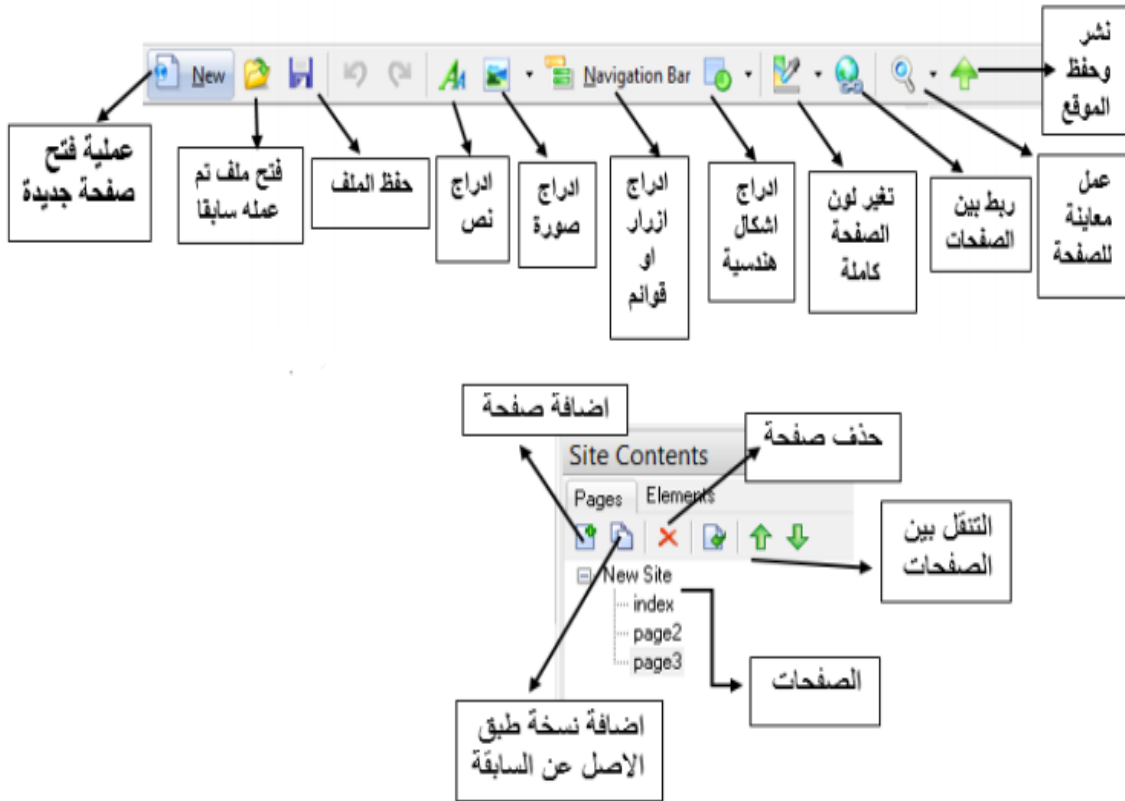 نشر
وحفظ
الموقع
New
Navigation Bar
عملية فتح
صفحة جديدة
فتح ملف تم
عمله سابقا
حفظ الملف
ادراج
نص
ادراج
صورة
ادراج
ازرار
او
قوائم
ادراج
اشكال
هندسية
تغير لون
الصفحة
كاملة
ربط بين
الصفحات
عمل
معاينة
للصفحة
اضافة صفحة
حذف صفحة
Site Contents
Pages
Elements
التنقل بين
الصفحات
New Site
index
page2
page3
الصفحات
اضافة نسخة طبق
الاصل عن السابقة